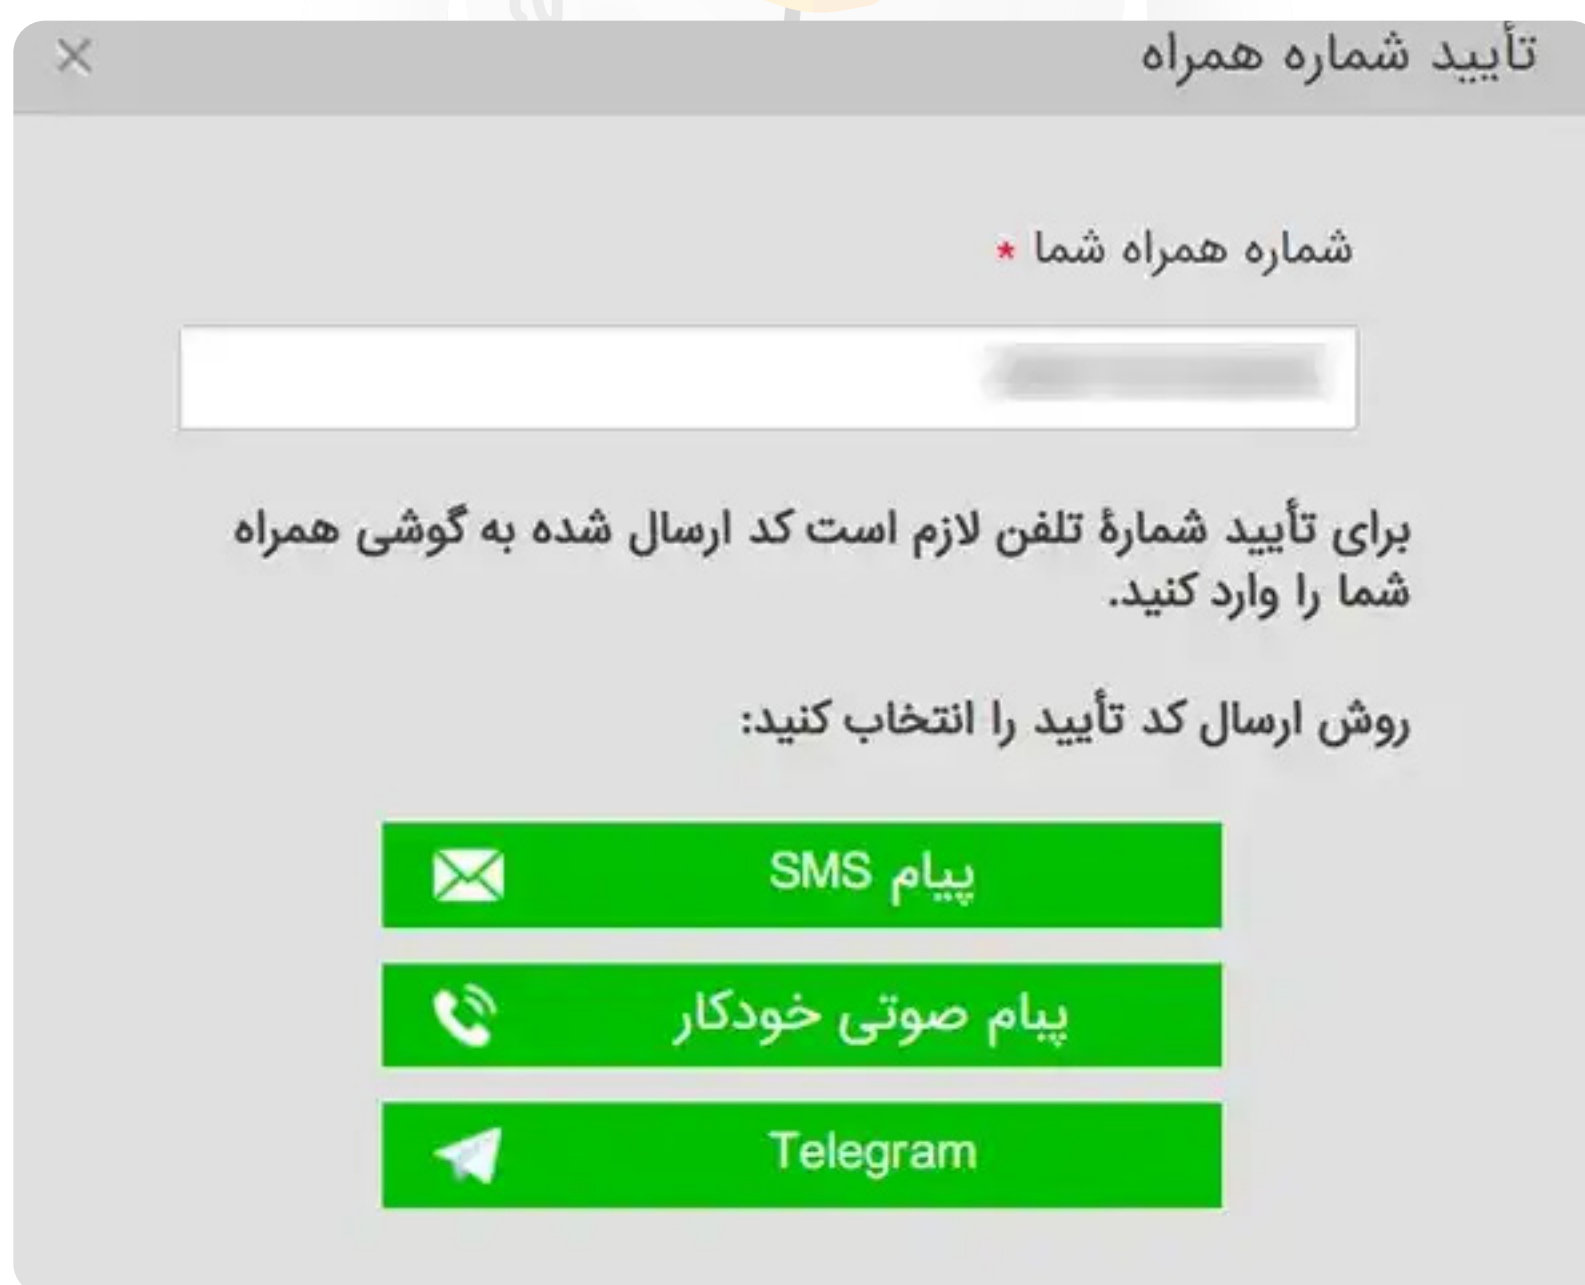 تأیید شماره همراه
شماره همراه شما *
برای تأیید شمارهٔ تلفن لازم است کد ارسال شده به گوشی همراه
شما را وارد کنید.
روش ارسال کد تأیید را انتخاب کنید:
پیام SMS
پیام صوتی خودکار
Telegram